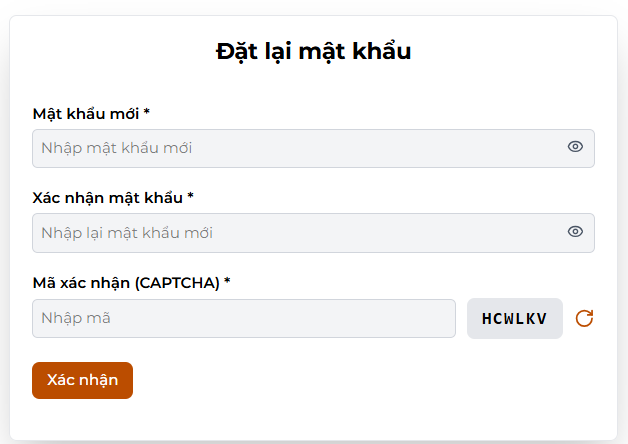 Đặt lại mật khẩu
Mật khẩu mới *
Nhập mật khẩu mới
Xác nhận mật khẩu *
Nhập lại mật khẩu mới
Mã xác nhận (CAPTCHA) *
Nhập mã
HCWLKV
Xác nhận